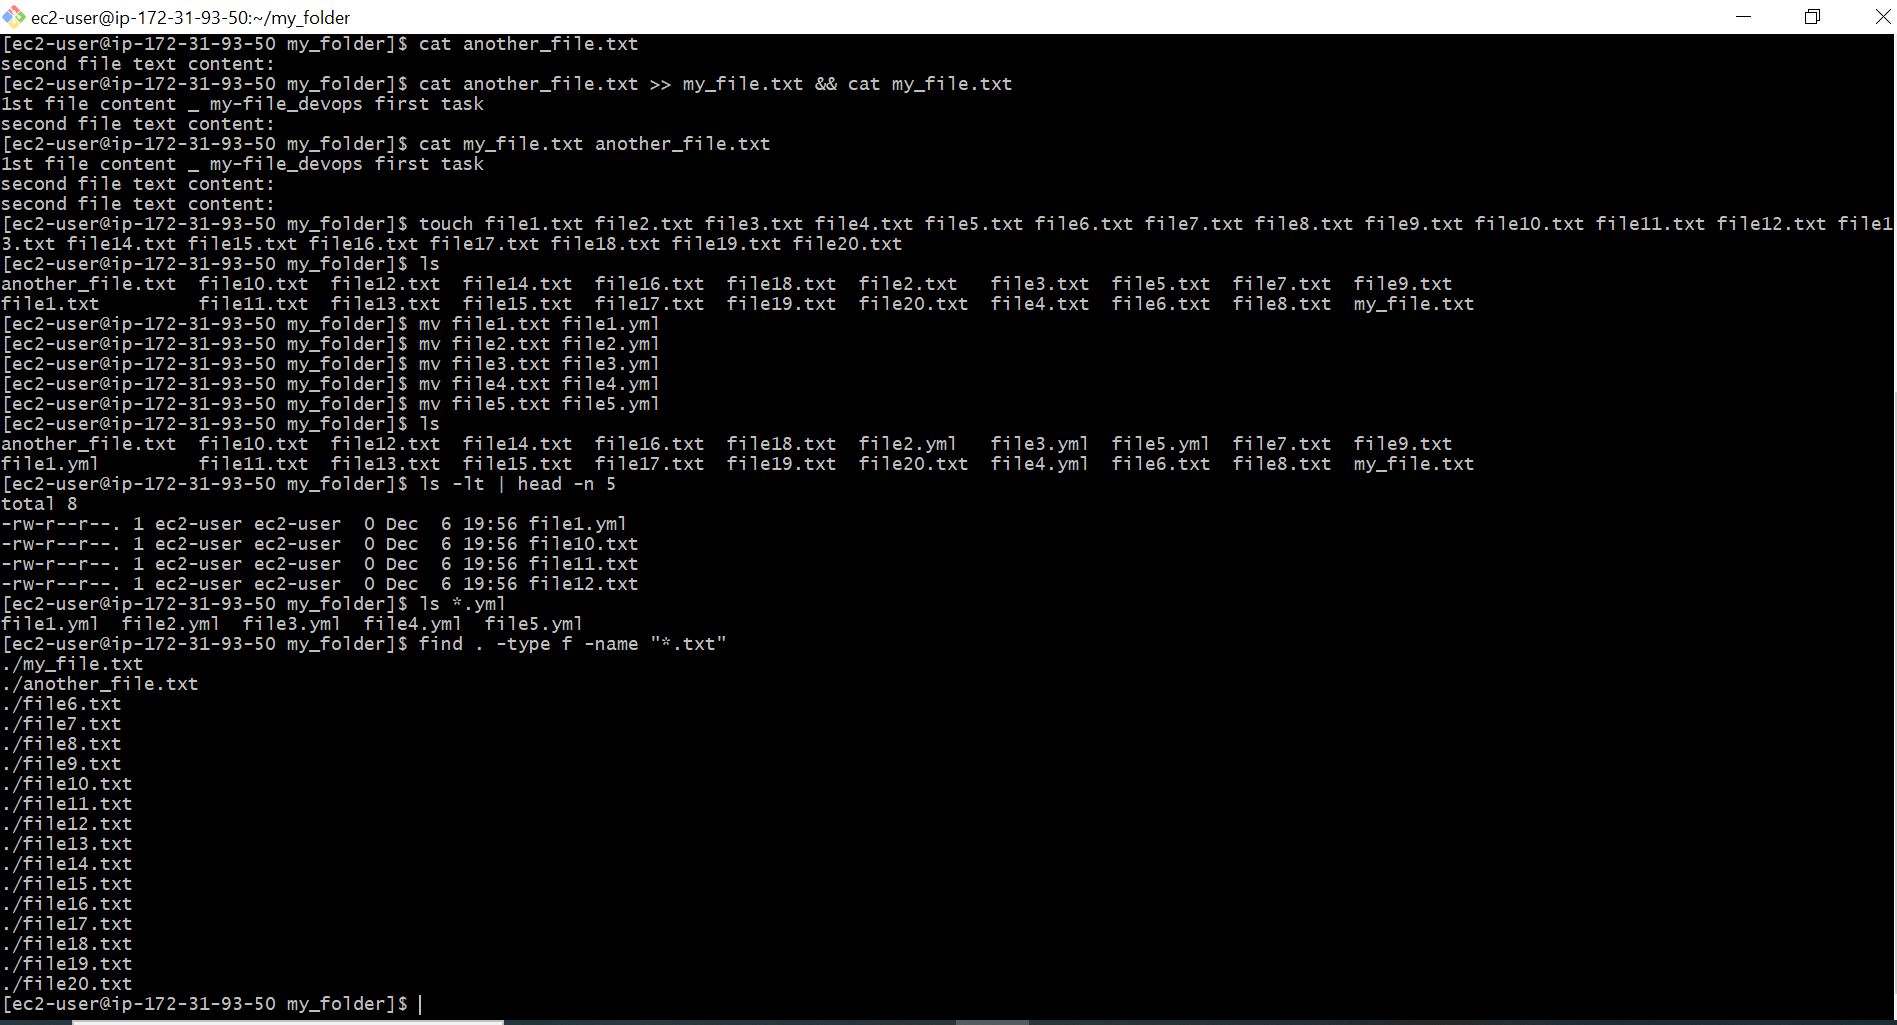 ec2-user@ip-172-31-93-50:~/my_folder
[ec2-user@ip-172-31-93-50 my_folder]$ cat another_file.txt
second file text content:
[ec2-user@ip-172-31-93-50 my_folder]$ cat another_file.txt >> my_file.txt && cat my_file.txt
1st file content _ my-file_devops first task
second file text content:
[ec2-user@ip-172-31-93-50 my_folder]$ cat my_file.txt another_file.txt
1st file content _ my-file_devops first task
second file text content:
second file text content:
[ec2-user@ip-172-31-93-50 my_folder]$ touch file1.txt file2.txt file3.txt file4.txt file5.txt file6.txt file7.txt file8.txt file9.txt file10.txt file11.txt file12.txt file1
3.txt file14.txt file15.txt file16.txt file17.txt file18.txt file19.txt file20.txt
[ec2-user@ip-172-31-93-50 my_folder]$ ls
another_file.txt  file10.txt  file12.txt  file14.txt  file16.txt  file18.txt  file2.txt   file3.txt  file5.txt  file7.txt  file9.txt
file1.txt         file11.txt  file13.txt  file15.txt  file17.txt  file19.txt  file20.txt  file4.txt  file6.txt  file8.txt  my_file.txt
[ec2-user@ip-172-31-93-50 my_folder]$ mv file1.txt file1.yml
[ec2-user@ip-172-31-93-50 my_folder]$ mv file2.txt file2.yml
[ec2-user@ip-172-31-93-50 my_folder]$ mv file3.txt file3.yml
[ec2-user@ip-172-31-93-50 my_folder]$ mv file4.txt file4.yml
[ec2-user@ip-172-31-93-50 my_folder]$ mv file5.txt file5.yml
[ec2-user@ip-172-31-93-50 my_folder]$ ls
another_file.txt  file10.txt  file12.txt  file14.txt  file16.txt  file18.txt  file2.yml   file3.yml  file5.yml  file7.txt  file9.txt
file1.yml         file11.txt  file13.txt  file15.txt  file17.txt  file19.txt  file20.txt  file4.yml  file6.txt  file8.txt  my_file.txt
[ec2-user@ip-172-31-93-50 my_folder]$ ls -lt | head -n 5
total 8
-rw-r--r--. 1 ec2-user ec2-user  0 Dec  6 19:56 file1.yml
-rw-r--r--. 1 ec2-user ec2-user  0 Dec  6 19:56 file10.txt
-rw-r--r--. 1 ec2-user ec2-user  0 Dec  6 19:56 file11.txt
-rw-r--r--. 1 ec2-user ec2-user  0 Dec  6 19:56 file12.txt
[ec2-user@ip-172-31-93-50 my_folder]$ ls *.yml
file1.yml  file2.yml  file3.yml  file4.yml  file5.yml
[ec2-user@ip-172-31-93-50 my_folder]$ find . -type f -name "*.txt"
./my_file.txt
./another_file.txt
./file6.txt
./file7.txt
./file8.txt
./file9.txt
./file10.txt
./file11.txt
./file12.txt
./file13.txt
./file14.txt
./file15.txt
./file16.txt
./file17.txt
./file18.txt
./file19.txt
./file20.txt
[ec2-user@ip-172-31-93-50 my_folder]$